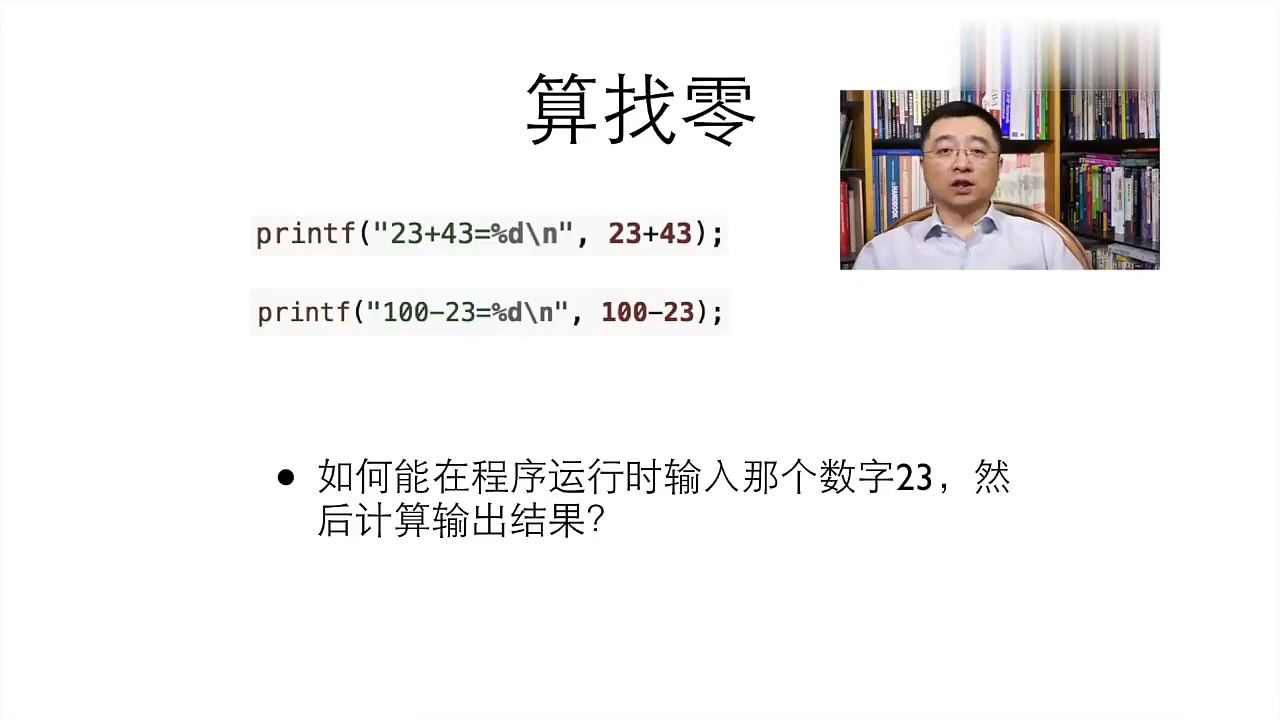 算找零
printf("23+43=%d\n", 23+43);
printf("100-23=%d\n", 100-23);
• 如何能在程序运行时输入那个数字23，然
后计算输出结果？
HANDBOOK